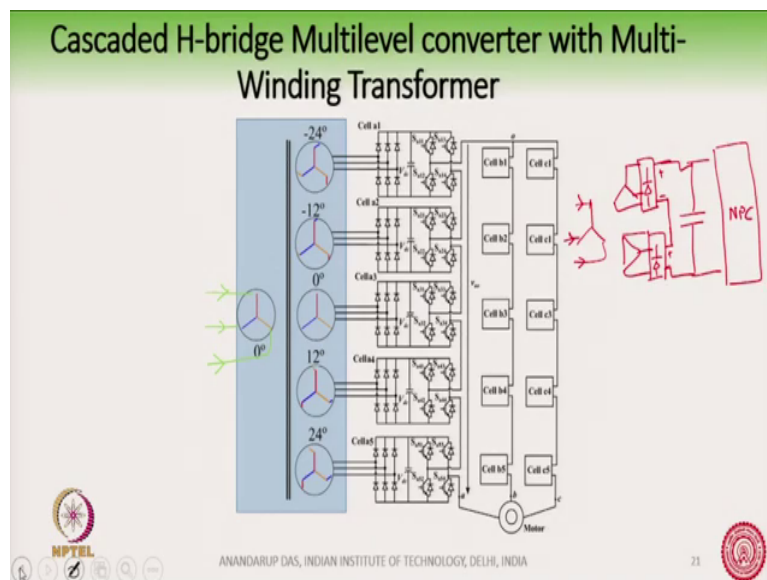 Cascaded H-bridge Multilevel converter with Multi-
Winding Transformer
-24°
-12°
0°
12°
24°
0°
Cell a1
Cell a2
Cell a3
Cell a4
Cell a5
Cell b1
Cell c1
Cell b2
Cell c1
Cell b3
Cell c3
Cell b4
Cell c4
Cell b5
Cell c5
o
a
b
c
Motor
NPC
NPTEL
ANANDARUP DAS, INDIAN INSTITUTE OF TECHNOLOGY, DELHI, INDIA
21